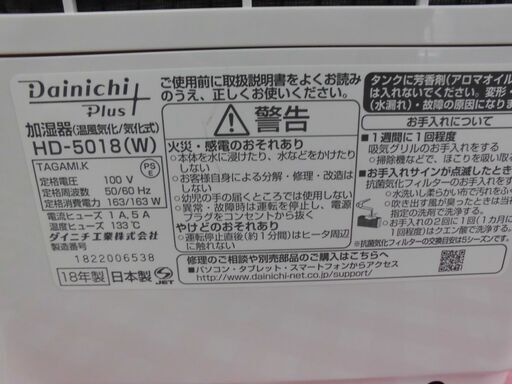 Dainichi Plus
加湿器(温風気化/気化式)
HD-5018(W)
TAGAMI.K
PS E
定格電圧 100 V
定格周波数 50/60 Hz
定格消費電力 163/163 W
電流ヒューズ 1A,5A
温度ヒューズ 133℃
ダイニチ工業株式会社
製造番号
1822006538
18年製 日本製 JET
ご使用前に取扱説明書をよくお読み
のうえ、正しくお使いください。
警告
火災・感電のおそれあり
○本体を水に浸けたり、水などをかけたり
しない
○お客様自身による分解・修理・改造は
しない
○幼児の手の届くところでは使用しない
○異常・故障時は運転を停止し、電源
プラグをコンセントから抜く
やけどのおそれあり
○運転停止直後(約1分間)はヒータ周辺
に触れない
修理のご相談や別売部品のご購入はこちらへ
■パソコン・タブレット・スマートフォンからアクセス
http://www.dainichi-net.co.jp/support/
タンクに芳香剤(アロマオイル
は入れないでください。変形・
(水漏れ)・故障の原因になりま
お手入れについて
■1週間に1回程度
吸気グリルのお手入れ
○掃除機などで、ほこりを吸い取
■お手入れサインが点滅したとき
抗菌気化フィルターのお手入れ
○水洗いし柔らかい布で汚れをふ
○吹き出す風が臭ったときは当
指定の洗剤で洗浄する。
○お手入れの2回に1回(1カ月に
1回程度)はクエン酸で洗浄する。
※抗菌気化フィルターの交換目安は5シーズンです。